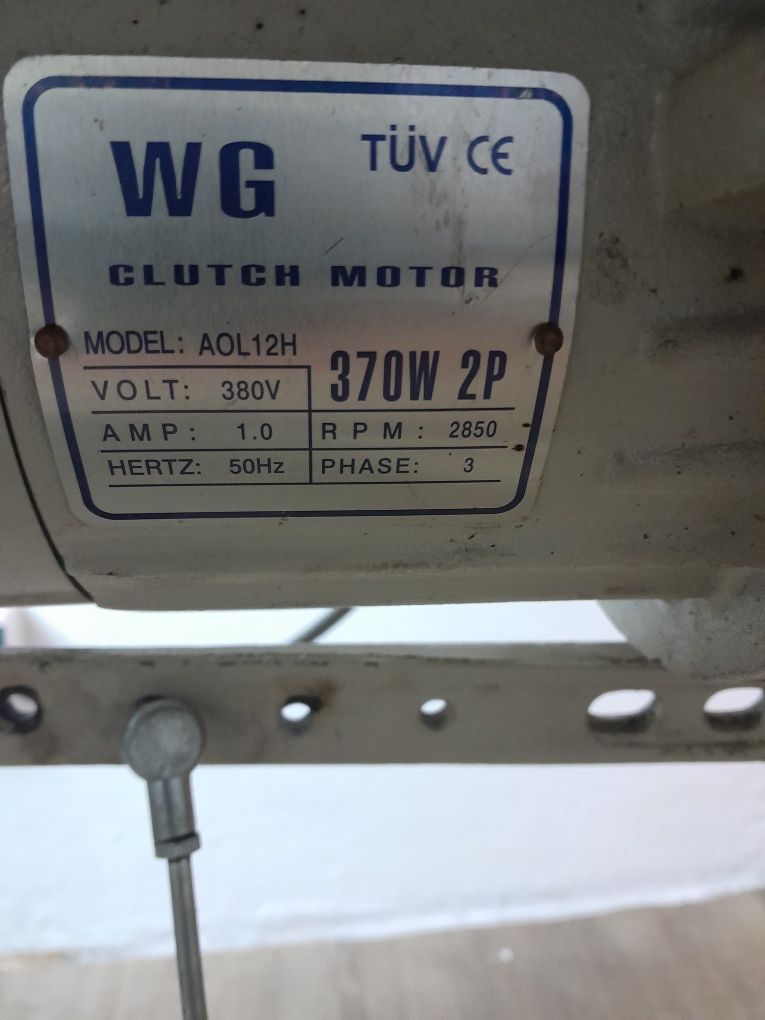 WG TÜV CE
CLUTCH MOTOR
MODEL: AOL12H
370W 2P
VOLT: 380V
AMP: 1.0 RPM: 2850
HERTZ: 50Hz PHASE: 3